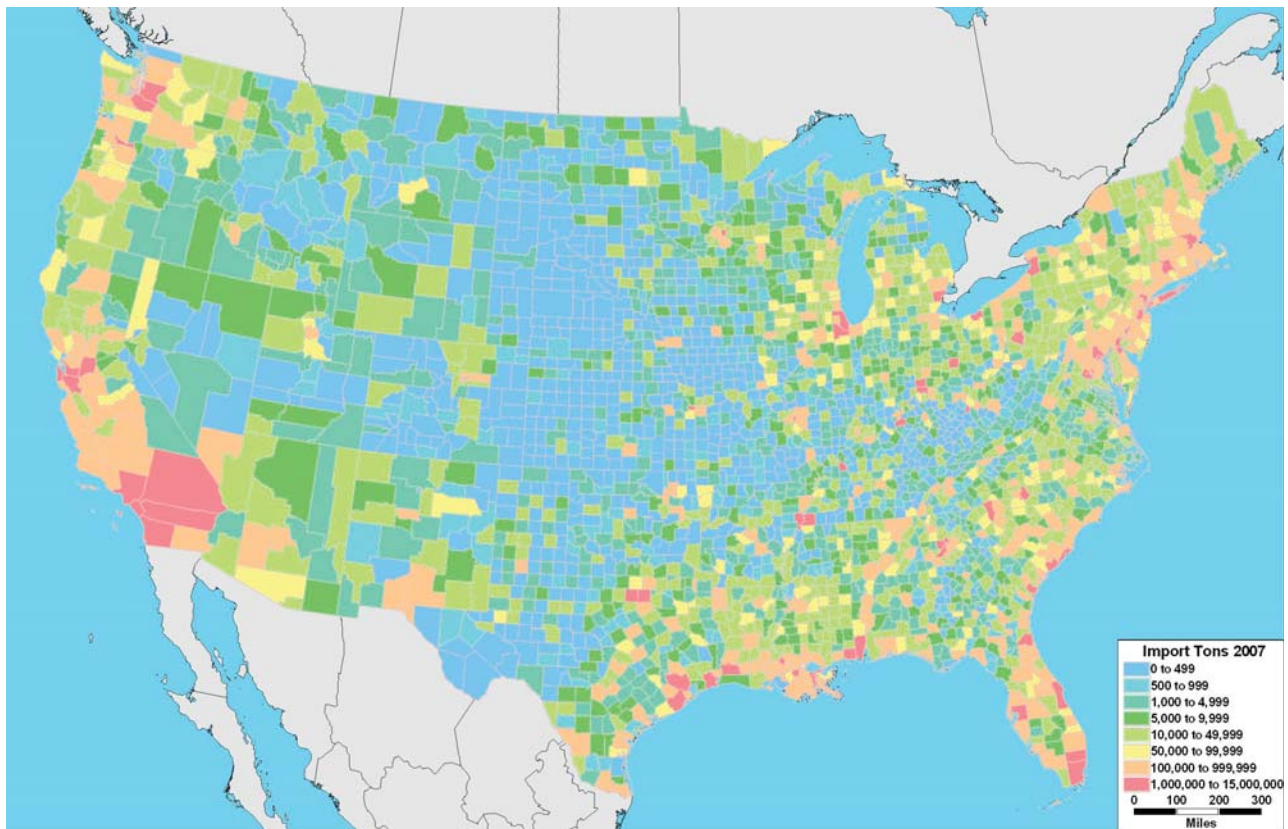 Import Tons 2007
0 to 499
500 to 999
1,000 to 4,999
5,000 to 9,999
10,000 to 49,999
50,000 to 99,999
100,000 to 999,999
1,000,000 to 15,000,000
0 100 200 300
Miles